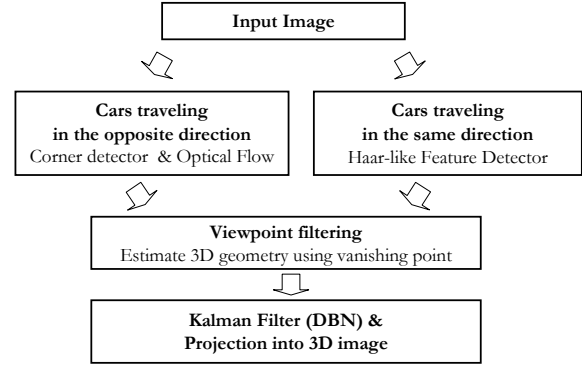 Input Image
Cars traveling
in the opposite direction
Corner detector & Optical Flow
Cars traveling
in the same direction
Haar-like Feature Detector
Viewpoint filtering
Estimate 3D geometry using vanishing point
Kalman Filter (DBN) &
Projection into 3D image